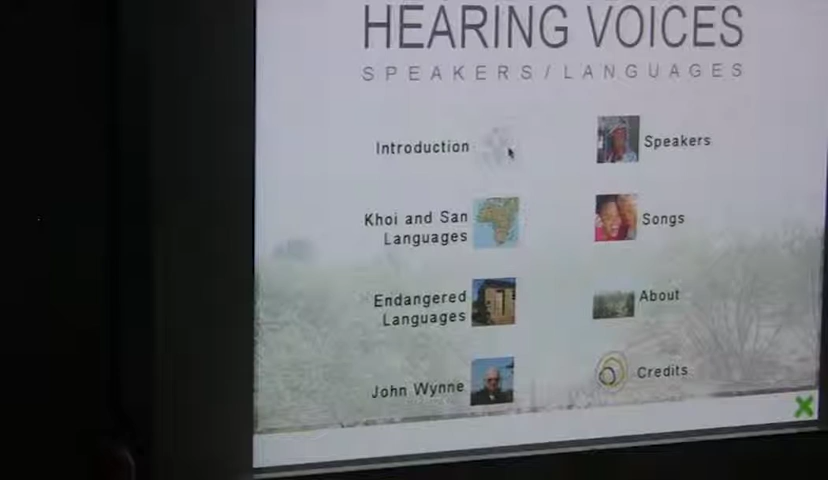 HEARING VOICES
SPEAKERS/LANGUAGES
Introduction
Speakers
Khoi and San
Languages
Songs
Endangered
Languages
About
John Wynne
Credits